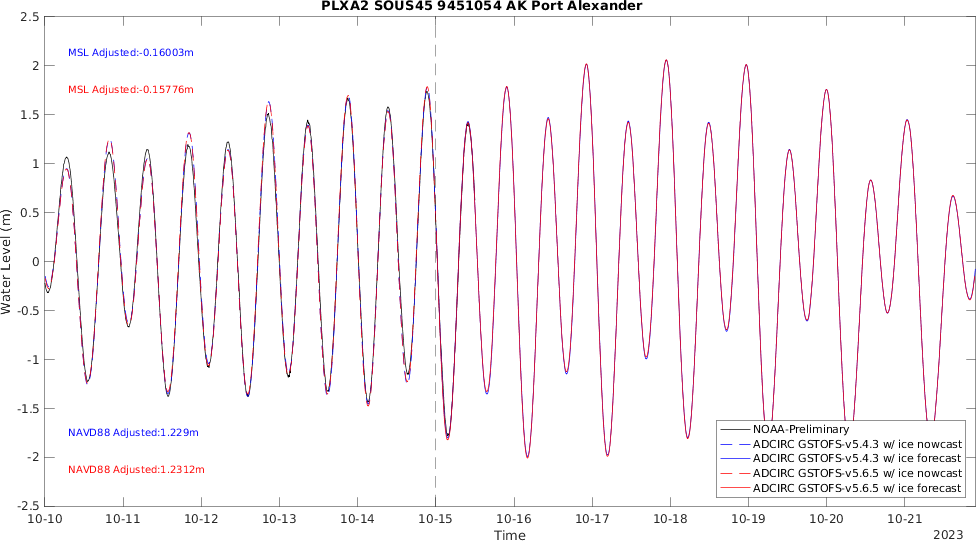 PLXA2 SOUS45 9451054 AK Port Alexander
2.5
2
1.5
1
0.5
0
-0.5
-1
-1.5
-2
-2.5
Water Level (m)
MSL Adjusted:-0.16003m
MSL Adjusted:-0.15776m
NAVD88 Adjusted:1.229m
NAVD88 Adjusted:1.2312m
NOAA-Preliminary
ADCIRC GSTOFS-v5.4.3 w/ ice nowcast
ADCIRC GSTOFS-v5.4.3 w/ ice forecast
ADCIRC GSTOFS-v5.6.5 w/ ice nowcast
ADCIRC GSTOFS-v5.6.5 w/ ice forecast
10-10 10-11 10-12 10-13 10-14 10-15 10-16 10-17 10-18 10-19 10-20 10-21
Time
2023